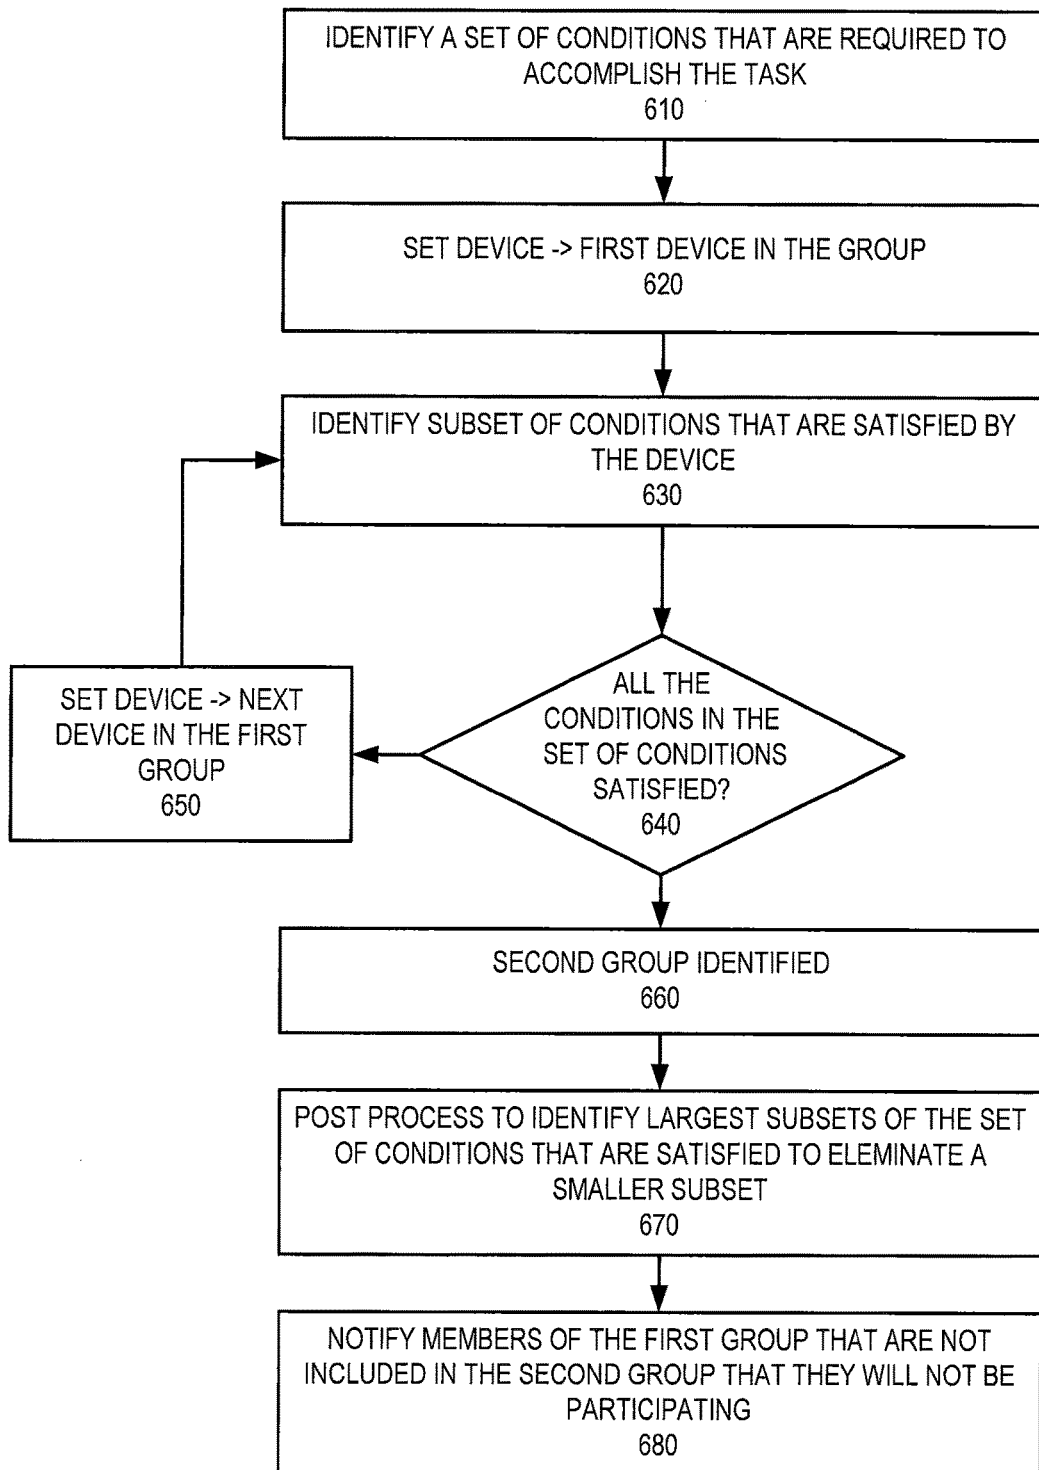 IDENTIFY A SET OF CONDITIONS THAT ARE REQUIRED TO
ACCOMPLISH THE TASK
610
SET DEVICE -> FIRST DEVICE IN THE GROUP
620
IDENTIFY SUBSET OF CONDITIONS THAT ARE SATISFIED BY
THE DEVICE
630
ALL THE
CONDITIONS IN THE
SET OF CONDITIONS
SATISFIED?
640
SET DEVICE -> NEXT
DEVICE IN THE FIRST
GROUP
650
SECOND GROUP IDENTIFIED
660
POST PROCESS TO IDENTIFY LARGEST SUBSETS OF THE SET
OF CONDITIONS THAT ARE SATISFIED TO ELEMINATE A
SMALLER SUBSET
670
NOTIFY MEMBERS OF THE FIRST GROUP THAT ARE NOT
INCLUDED IN THE SECOND GROUP THAT THEY WILL NOT BE
PARTICIPATING
680